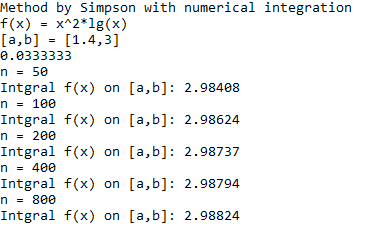 Method by Simpson with numerical integration
f(x) = x^2*lg(x)
[a,b] = [1.4,3]
0.0333333
n = 50
Intgral f(x) on [a,b]: 2.98408
n = 100
Intgral f(x) on [a,b]: 2.98624
n = 200
Intgral f(x) on [a,b]: 2.98737
n = 400
Intgral f(x) on [a,b]: 2.98794
n = 800
Intgral f(x) on [a,b]: 2.98824